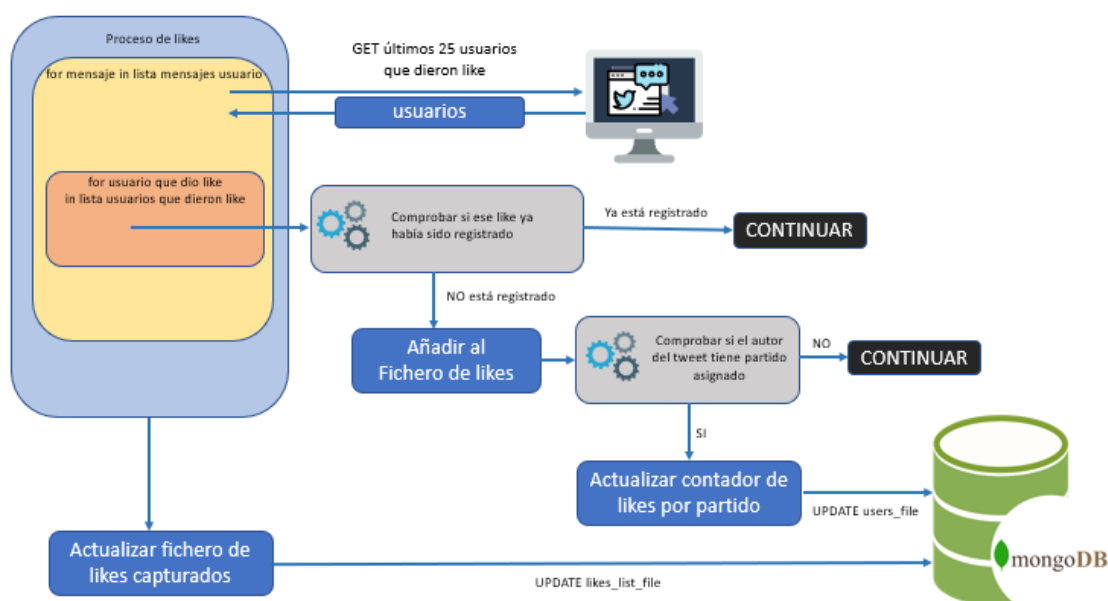 Proceso de likes
for mensaje in lista mensajes usuario
GET últimos 25 usuarios
que dieron like
usuarios
for usuario que dio like
in lista usuarios que dieron like
Comprobar si ese like ya
había sido registrado
Ya está registrado
CONTINUAR
NO está registrado
Añadir al
Fichero de likes
Comprobar si el autor
del tweet tiene partido
asignado
NO
CONTINUAR
SI
Actualizar contador de
likes por partido
UPDATE users_file
Actualizar fichero de
likes capturados
UPDATE likes_list_file
mongoDB